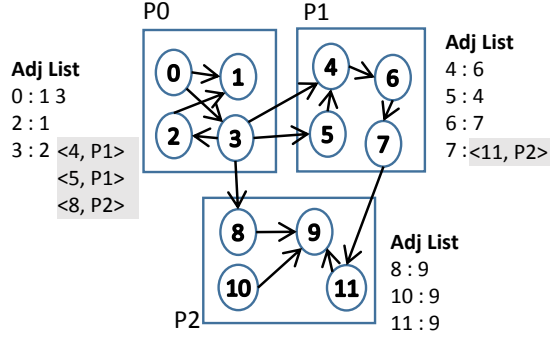 P0
P1
0
1
2
3
4
6
5
7
Adj List
0 : 1 3
2 : 1
3 : 2 <4, P1>
<5, P1>
<8, P2>
Adj List
4 : 6
5 : 4
6 : 7
7 : <11, P2>
8
9
10
11
P2
Adj List
8 : 9
10 : 9
11 : 9